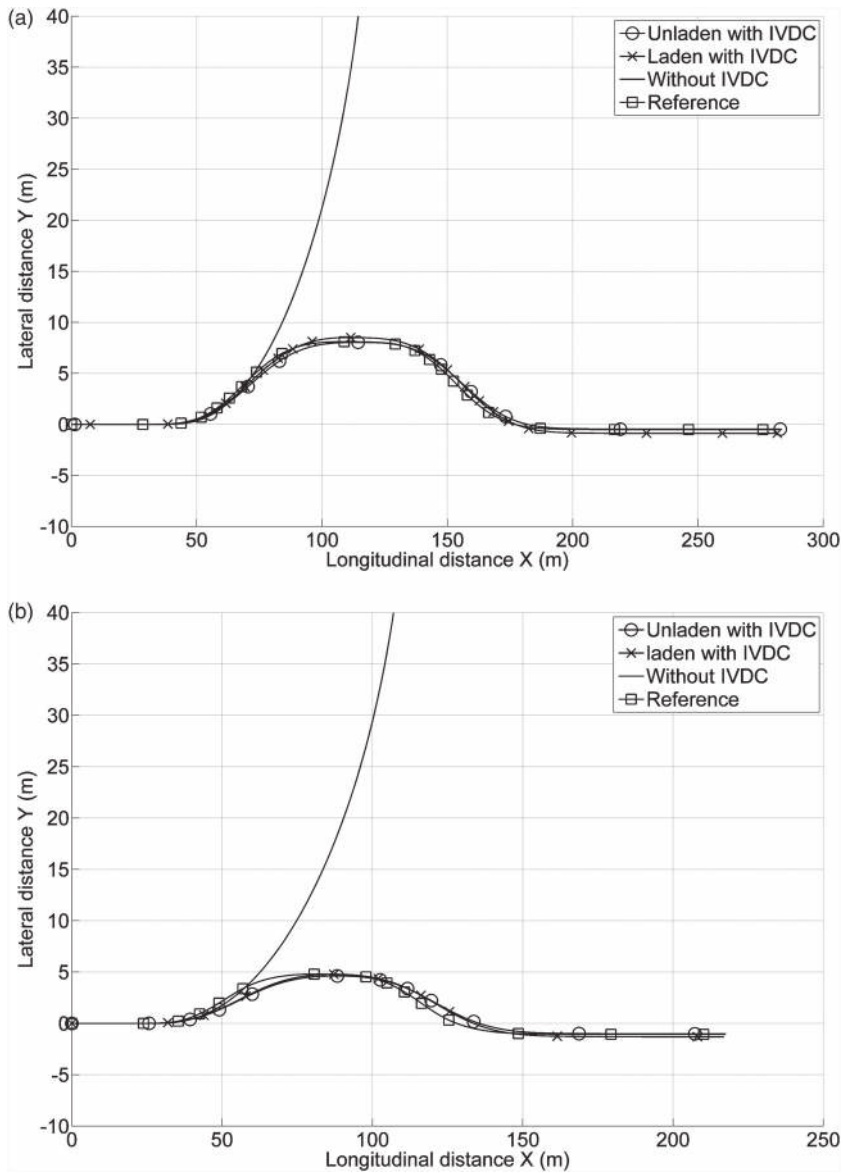 (a)
40
35
30
25
20
15
10
5
0
-5
-10
Lateral distance Y (m)
Unladen with IVDC
Laden with IVDC
Without IVDC
Reference
0 50 100 150 200 250 300
Longitudinal distance X (m)
(b)
40
35
30
25
20
15
10
5
0
-5
-10
Lateral distance Y (m)
Unladen with IVDC
laden with IVDC
Without IVDC
Reference
0 50 100 150 200 250
Longitudinal distance X (m)